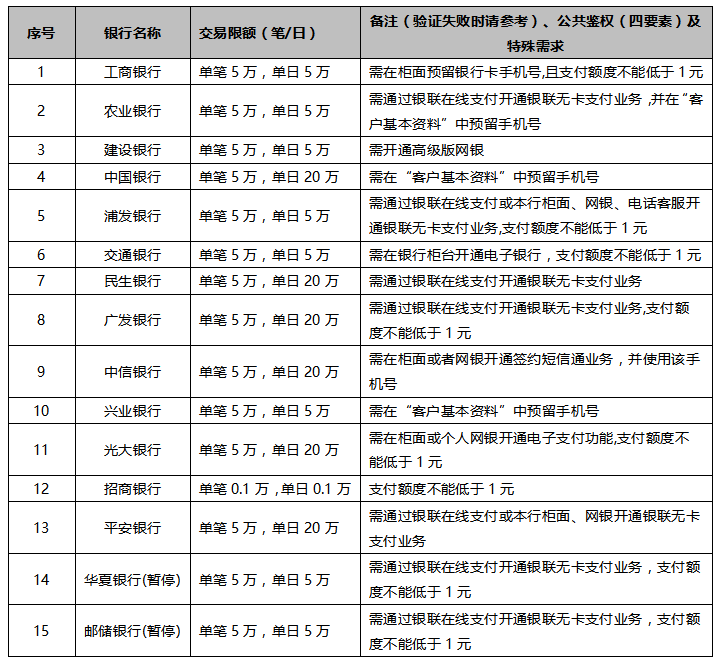 序号 银行名称 交易限额（笔/日） 备注（验证失败时请参考）、公共鉴权（四要素）及
特殊需求
1 工商银行 单笔 5 万，单日 5 万 需在柜面预留银行卡手机号,且支付额度不能低于 1 元
2 农业银行 单笔 5 万，单日 5 万 需通过银联在线支付开通银联无卡支付业务 ,并在“客
户基本资料”中预留手机号
3 建设银行 单笔 5 万，单日 5 万 需开通高级版网银
4 中国银行 单笔 5 万，单日 20 万 需在“客户基本资料”中预留手机号
5 浦发银行 单笔 5 万，单日 5 万 需通过银联在线支付或本行柜面、网银、电话客服开
通银联无卡支付业务,支付额度不能低于 1 元
6 交通银行 单笔 5 万，单日 5 万 需在银行柜台开通电子银行，支付额度不能低于 1 元
7 民生银行 单笔 5 万，单日 20 万 需通过银联在线支付开通银联无卡支付业务
8 广发银行 单笔 5 万，单日 20 万 需通过银联在线支付开通银联无卡支付业务,支付额
度不能低于 1 元
9 中信银行 单笔 5 万，单日 20 万 需在柜面或者网银开通签约短信通业务，并使用该手
机号
10 兴业银行 单笔 5 万，单日 5 万 需在“客户基本资料”中预留手机号
11 光大银行 单笔 5 万，单日 20 万 需在柜面或个人网银开通电子支付功能,支付额度不
能低于 1 元
12 招商银行 单笔 0.1 万，单日 0.1 万 支付额度不能低于 1 元
13 平安银行 单笔 5 万，单日 20 万 需通过银联在线支付或本行柜面、网银开通银联无卡
支付业务
14 华夏银行(暂停) 单笔 5 万，单日 5 万 需通过银联在线支付开通银联无卡支付业务，支付额
度不能低于 1 元
15 邮储银行(暂停) 单笔 5 万，单日 5 万 需通过银联在线支付开通银联无卡支付业务，支付额
度不能低于 1 元